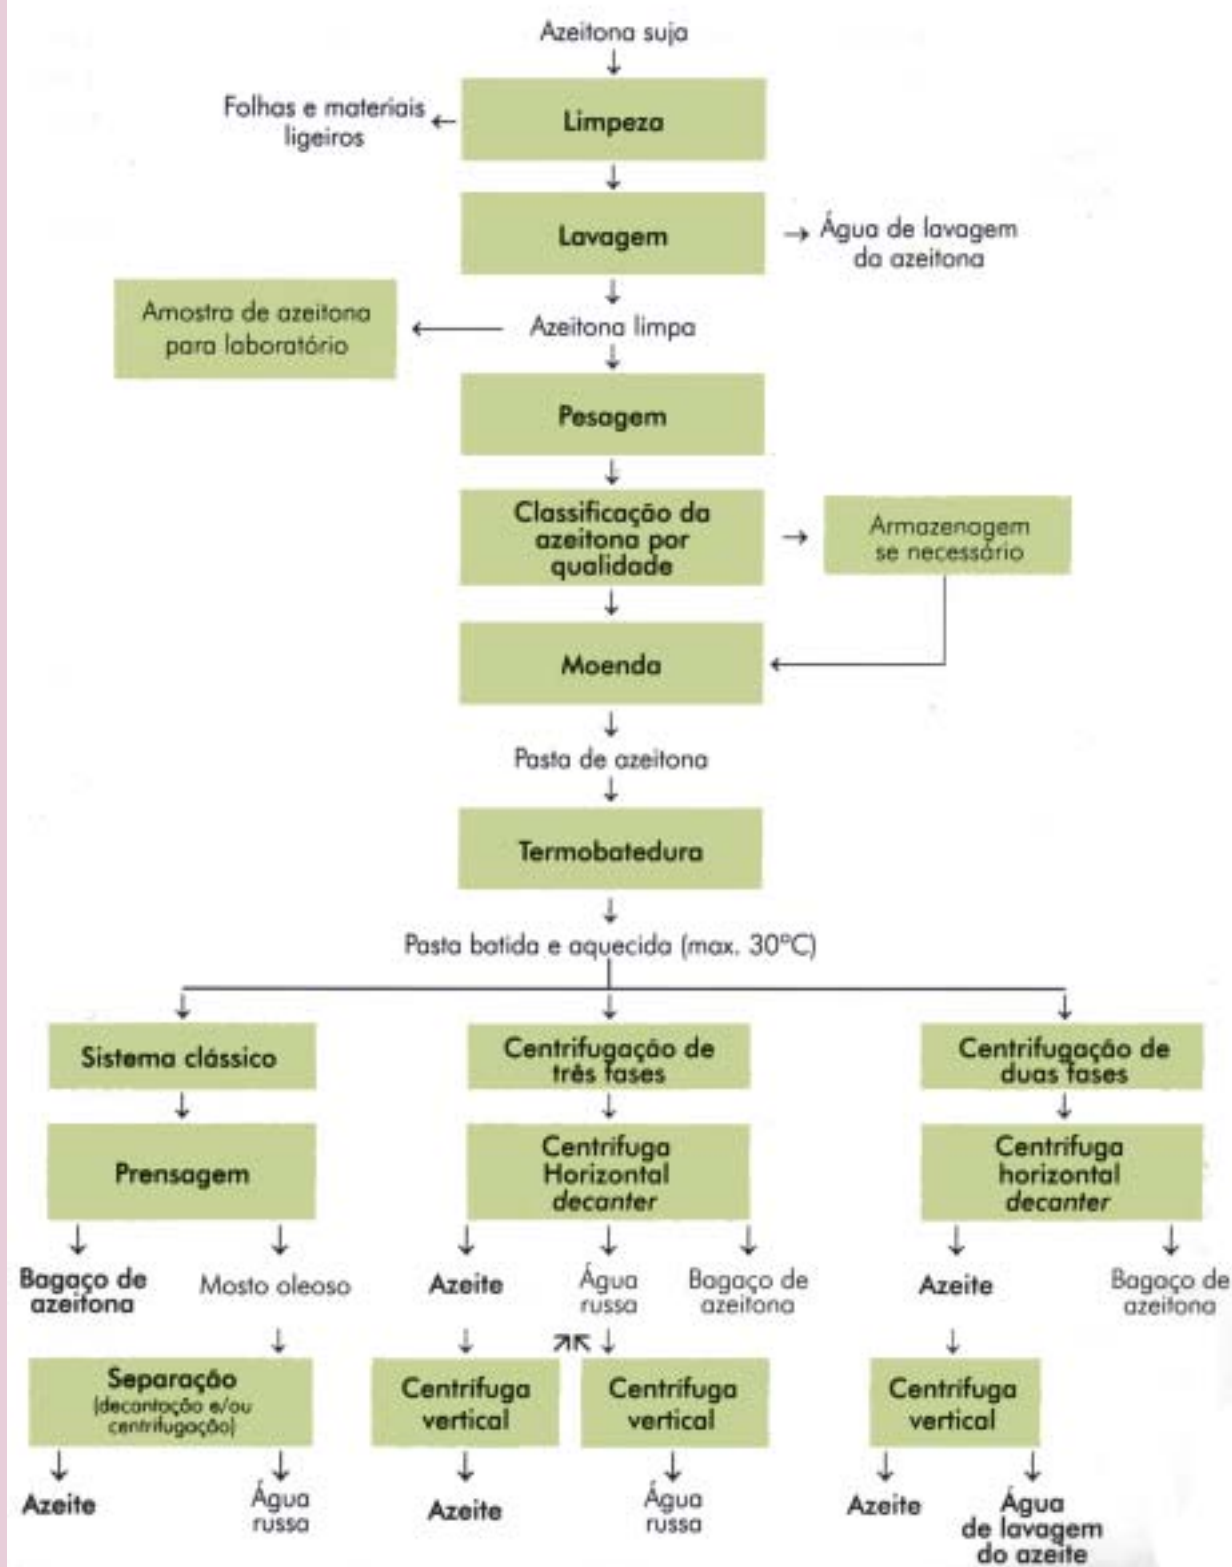 Azeitona suja
Folhas e materiais
ligeiros
Limpeza
Lavagem
Água de lavagem
da azeitona
Amostra de azeitona
para laboratório
Azeitona limpa
Pesagem
Classificação da
azeitona por
qualidade
Armazenagem
se necessário
Moenda
Pasta de azeitona
Termobatedura
Pasta batida e aquecida (max. 30ºC)
Sistema clássico
Centrifugação de
três fases
Centrifugação de
duas fases
Prensagem
Centrífuga
Horizontal
decanter
Centrífuga
horizontal
decanter
Bagaço de
azeitona
Mosto oleoso
Azeite
Água
russa
Bagaço de
azeitona
Azeite
Bagaço de
azeitona
Separação
(decantação e/ou
centrifugação)
Centrífuga
vertical
Centrífuga
vertical
Centrífuga
vertical
Azeite
Água
russa
Azeite
Água
russa
Azeite
Água
de lavagem
do azeite